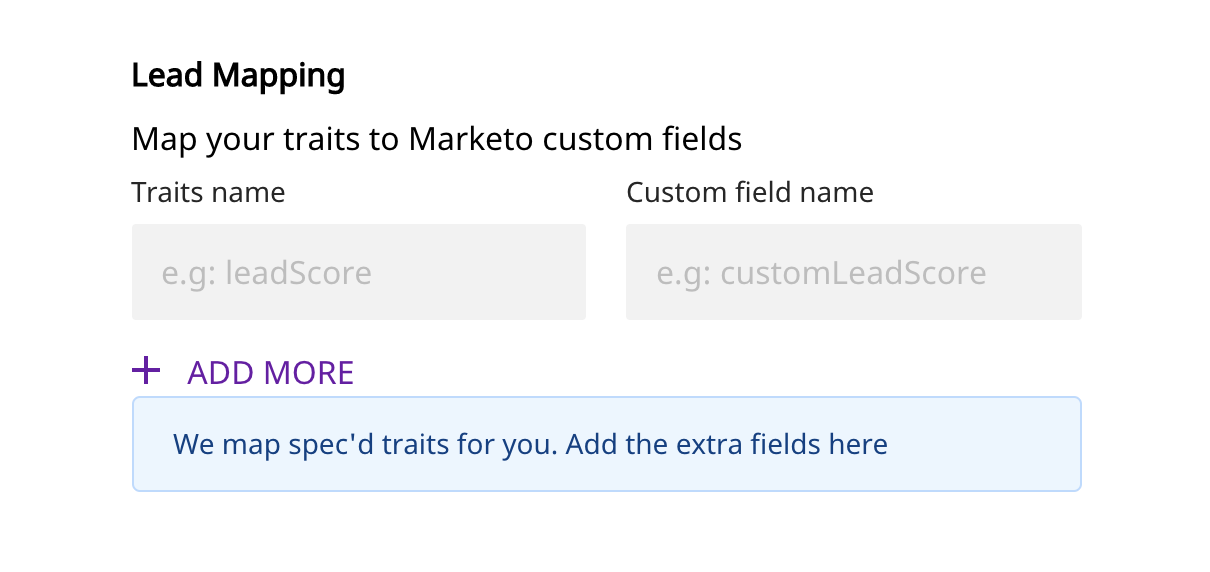 Lead Mapping
Map your traits to Marketo custom fields
Traits name
Custom field name
e.g: leadScore
e.g: customLeadScore
+ ADD MORE
We map spec'd traits for you. Add the extra fields here